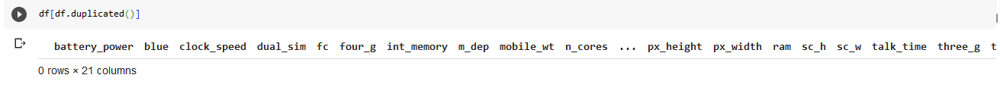 df[df.duplicated()]
battery_power blue clock_speed dual_sim fc four_g int_memory m_dep mobile_wt n_cores ... px_height px_width ram sc_h sc_w talk_time three_g t
0 rows × 21 columns